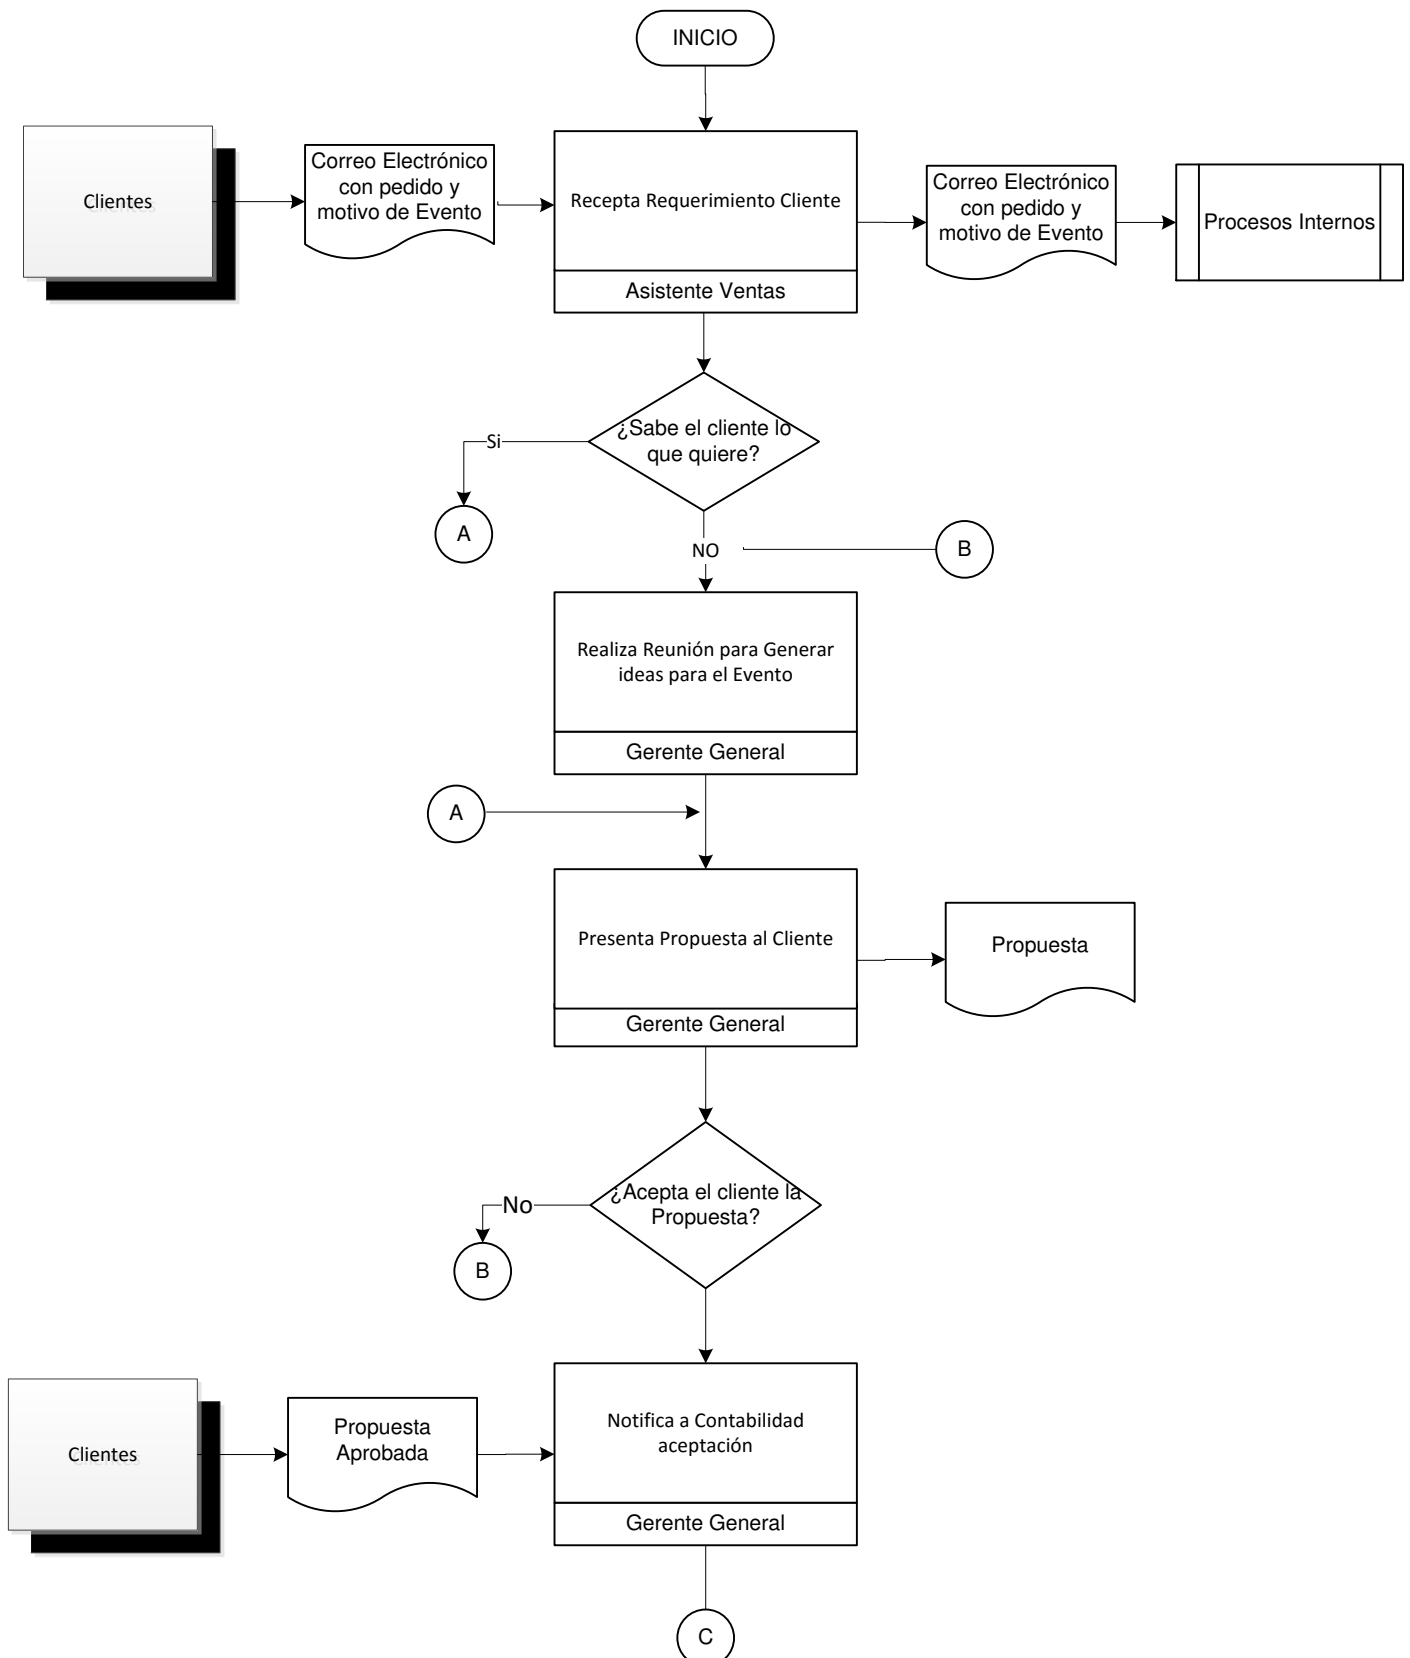 INICIO
Clientes
Correo Electrónico
con pedido y
motivo de Evento
Recepta Requerimiento Cliente
Asistente Ventas
Correo Electrónico
con pedido y
motivo de Evento
Procesos Internos
¿Sabe el cliente lo
que quiere?
Si
A
NO
B
Realiza Reunión para Generar
ideas para el Evento
Gerente General
A
Presenta Propuesta al Cliente
Gerente General
Propuesta
¿Acepta el cliente la
Propuesta?
No
B
Clientes
Propuesta
Aprobada
Notifica a Contabilidad
aceptación
Gerente General
C